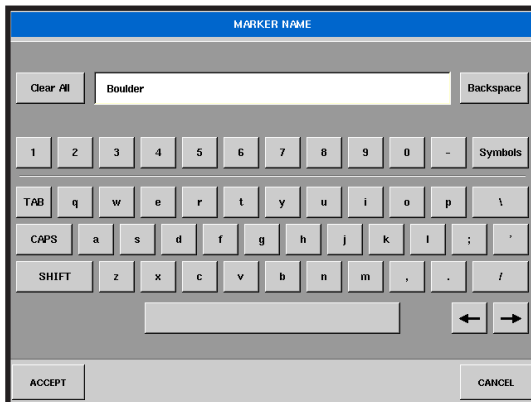 MARKER NAME
Clear All Boulder Backspace
1 2 3 4 5 6 7 8 9 0 - Symbols
TAB q w e r t y u i o p \
CAPS a s d f g h j k l ; '
SHIFT z x c v b n m , . /
← →
ACCEPT CANCEL